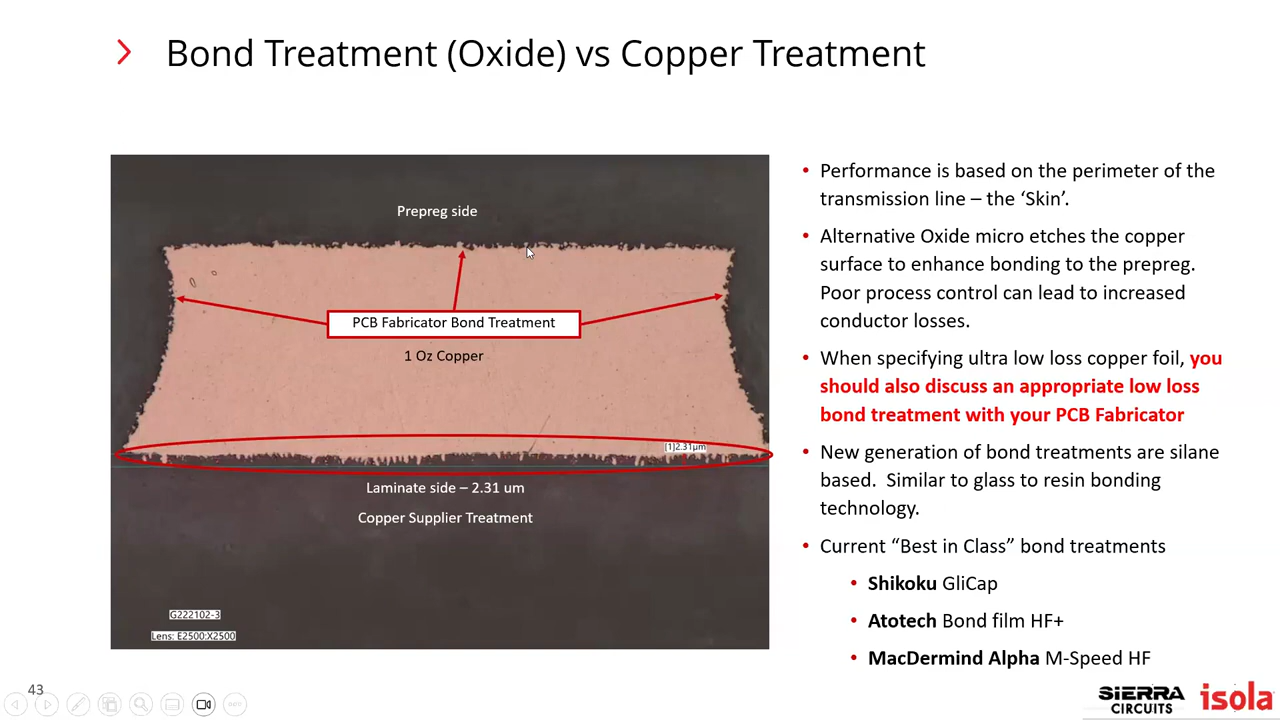 Bond Treatment (Oxide) vs Copper Treatment
Prepreg side
PCB Fabricator Bond Treatment
1 Oz Copper
[1]2.31μm
Laminate side – 2.31 um
Copper Supplier Treatment
G222102-3
Lens: E2500:X2500
• Performance is based on the perimeter of the
transmission line – the ‘Skin’.
• Alternative Oxide micro etches the copper
surface to enhance bonding to the prepreg.
Poor process control can lead to increased
conductor losses.
• When specifying ultra low loss copper foil, you
should also discuss an appropriate low loss
bond treatment with your PCB Fabricator
• New generation of bond treatments are silane
based.  Similar to glass to resin bonding
technology.
• Current “Best in Class” bond treatments
• Shikoku GliCap
• Atotech Bond film HF+
• MacDermind Alpha M-Speed HF
43
SIERRA
CIRCUITS
isola